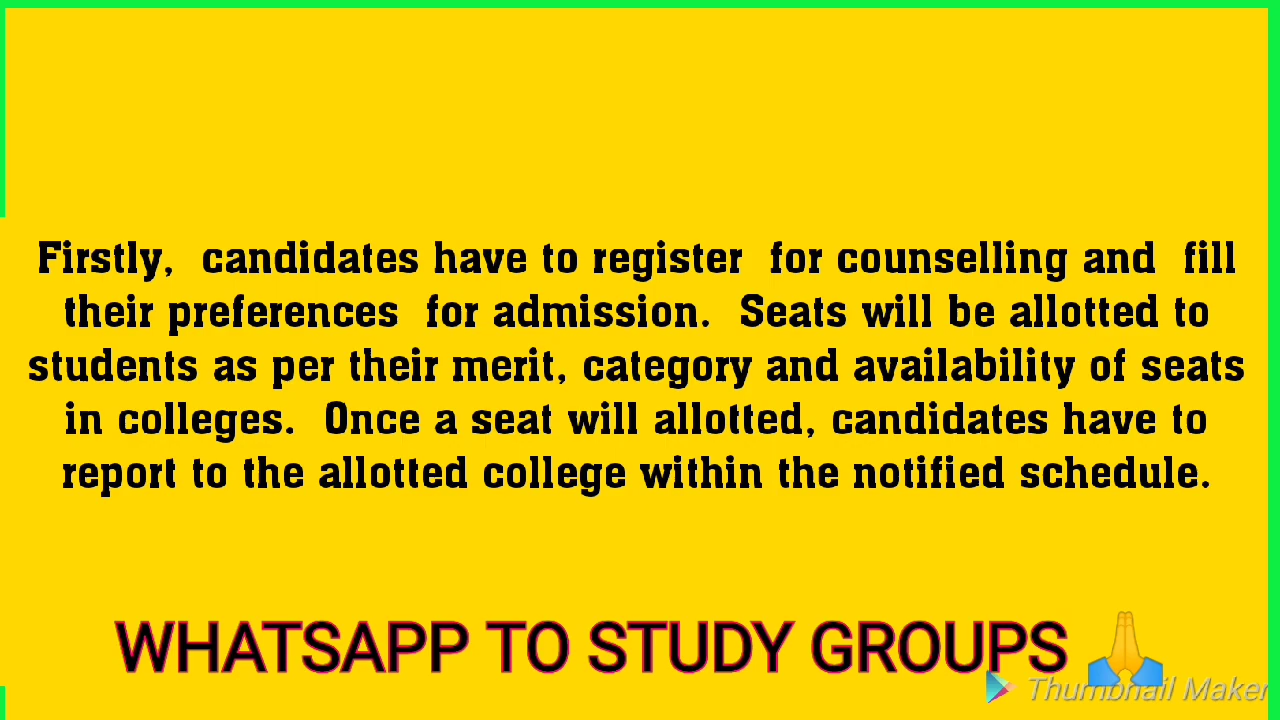 Firstly, candidates have to register for counselling and fill
their preferences for admission. Seats will be allotted to
students as per their merit, category and availability of seats
in colleges. Once a seat will allotted, candidates have to
report to the allotted college within the notified schedule.
WHATSAPP TO STUDY GROUPS 🙏
Thumbnail Maker